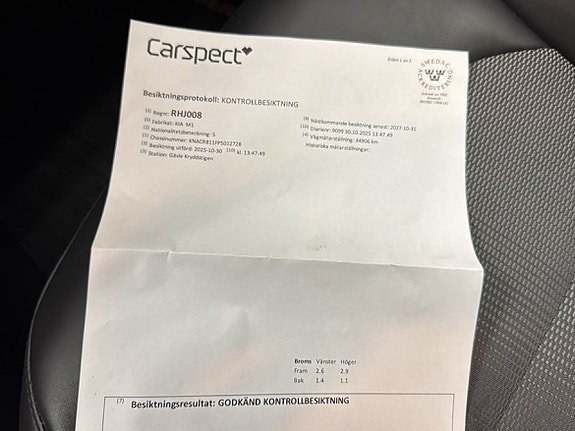 Carspect
Sidan 1 av 1
SWEDAC
ACKREDITERING
Besiktningsprotokoll: KONTROLLBESIKTNING
(2) Regnr: RHJ008
(5) Fabrikat: KIA M1
(2) Nationalitetsbeteckning: S
(1) Chassinummer: KNACR811FP5012728
(3) Besiktning utförd: 2025-10-30 (10) kl. 13:47:49
(3) Station: Gävle Kryddstigen
(8) Nästkommande besiktning senast: 2027-10-31
(10) Diarienr: 9099 30.10.2025 13:47:49
(4) Vägmätarställning: 44906 km
Historiska mätarställningar:
Broms Vänster Höger
Fram 2.6 2.9
Bak 1.4 1.1
(7) Besiktningsresultat: GODKÄND KONTROLLBESIKTNING